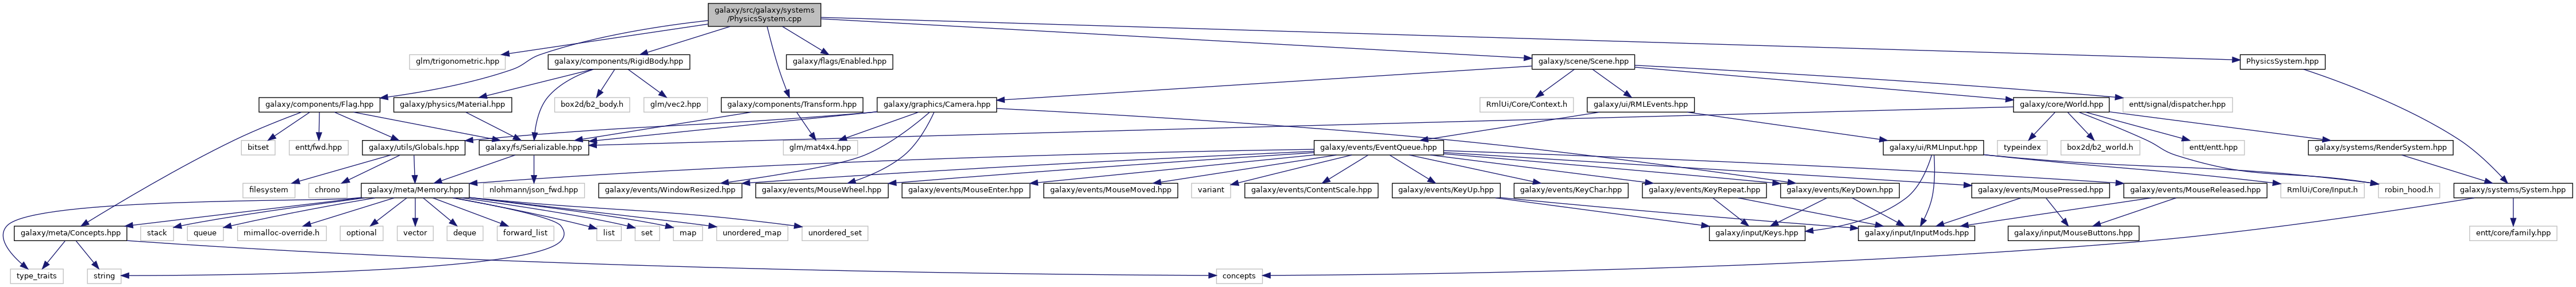 galaxy/src/galaxy/systems
/PhysicsSystem.cpp
glm/trigonometric.hpp
galaxy/components/RigidBody.hpp
galaxy/flags/Enabled.hpp
galaxy/scene/Scene.hpp
PhysicsSystem.hpp
galaxy/components/Flag.hpp
galaxy/physics/Material.hpp
box2d/b2_body.h
glm/vec2.hpp
galaxy/components/Transform.hpp
galaxy/graphics/Camera.hpp
RmlUi/Core/Context.h
galaxy/ui/RMLEvents.hpp
galaxy/core/World.hpp
entt/signal/dispatcher.hpp
bitset
entt/fwd.hpp
galaxy/utils/Globals.hpp
galaxy/fs/Serializable.hpp
glm/mat4x4.hpp
galaxy/events/EventQueue.hpp
galaxy/ui/RMLInput.hpp
typeindex
box2d/b2_world.h
entt/entt.hpp
galaxy/systems/RenderSystem.hpp
filesystem
chrono
galaxy/meta/Memory.hpp
nlohmann/json_fwd.hpp
galaxy/events/WindowResized.hpp
galaxy/events/MouseWheel.hpp
galaxy/events/MouseEnter.hpp
galaxy/events/MouseMoved.hpp
variant
galaxy/events/ContentScale.hpp
galaxy/events/KeyUp.hpp
galaxy/events/KeyChar.hpp
galaxy/events/KeyRepeat.hpp
galaxy/events/KeyDown.hpp
galaxy/events/MousePressed.hpp
galaxy/events/MouseReleased.hpp
RmlUi/Core/Input.h
robin_hood.h
galaxy/systems/System.hpp
galaxy/meta/Concepts.hpp
stack
queue
mimalloc-override.h
optional
vector
deque
forward_list
list
set
map
unordered_map
unordered_set
galaxy/input/Keys.hpp
galaxy/input/InputMods.hpp
galaxy/input/MouseButtons.hpp
entt/core/family.hpp
type_traits
string
concepts